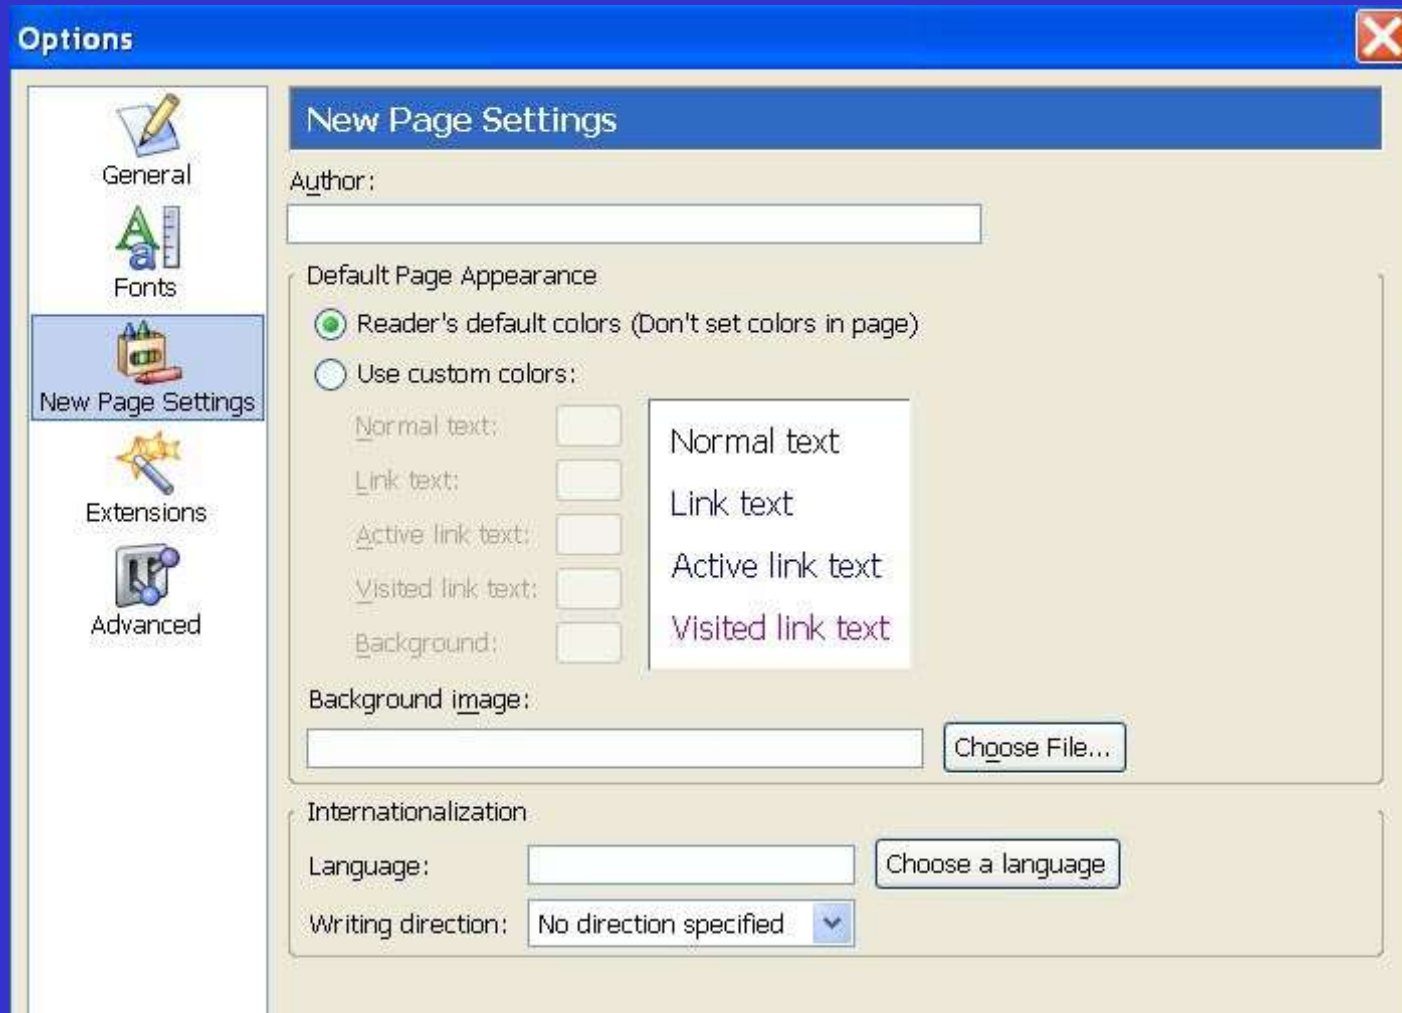 Options
General
Fonts
New Page Settings
Extensions
Advanced
New Page Settings
Author:
Default Page Appearance
Reader's default colors (Don't set colors in page)
Use custom colors:
Normal text:
Link text:
Active link text:
Visited link text:
Background:
Normal text
Link text
Active link text
Visited link text
Background image:
Choose File...
Internationalization
Language:
Choose a language
Writing direction: No direction specified